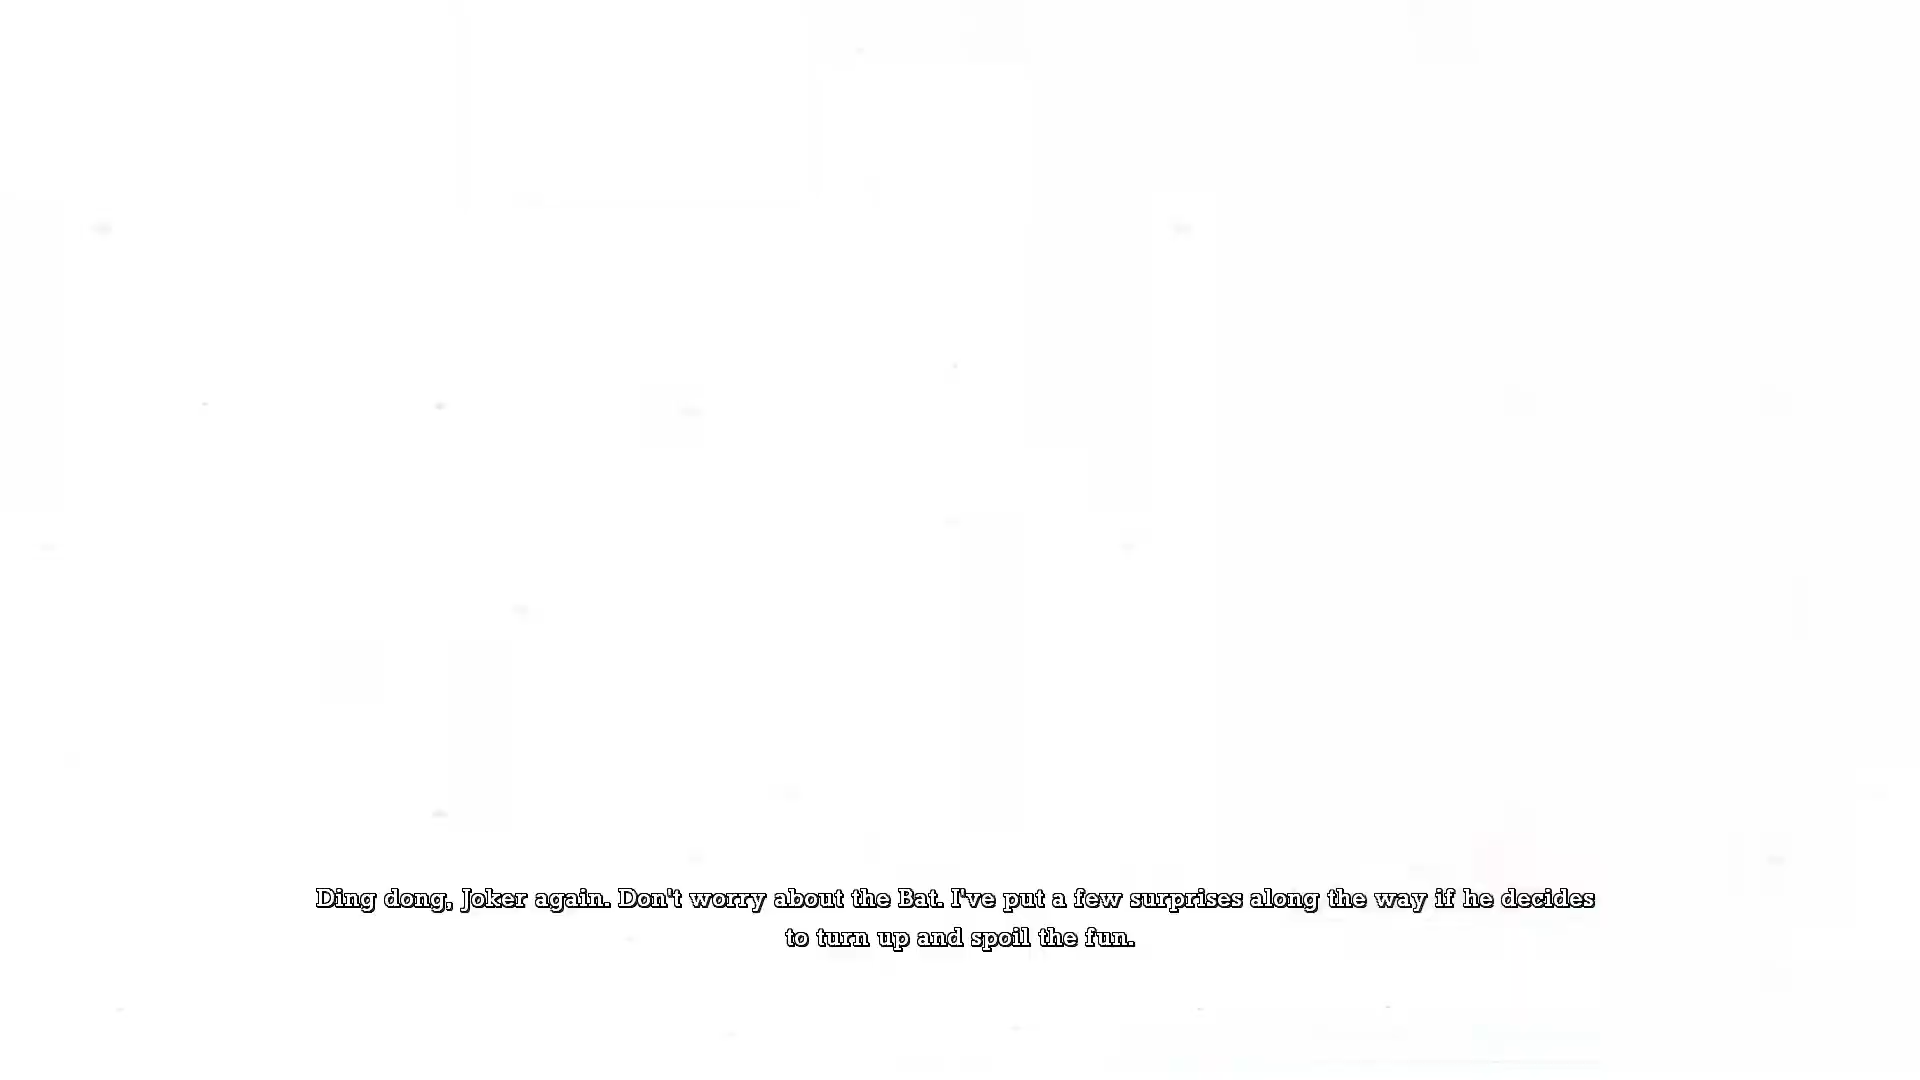 Ding dong, Joker again. Don't worry about the Bat. I've put a few surprises along the way if he decides
to turn up and spoil the fun.